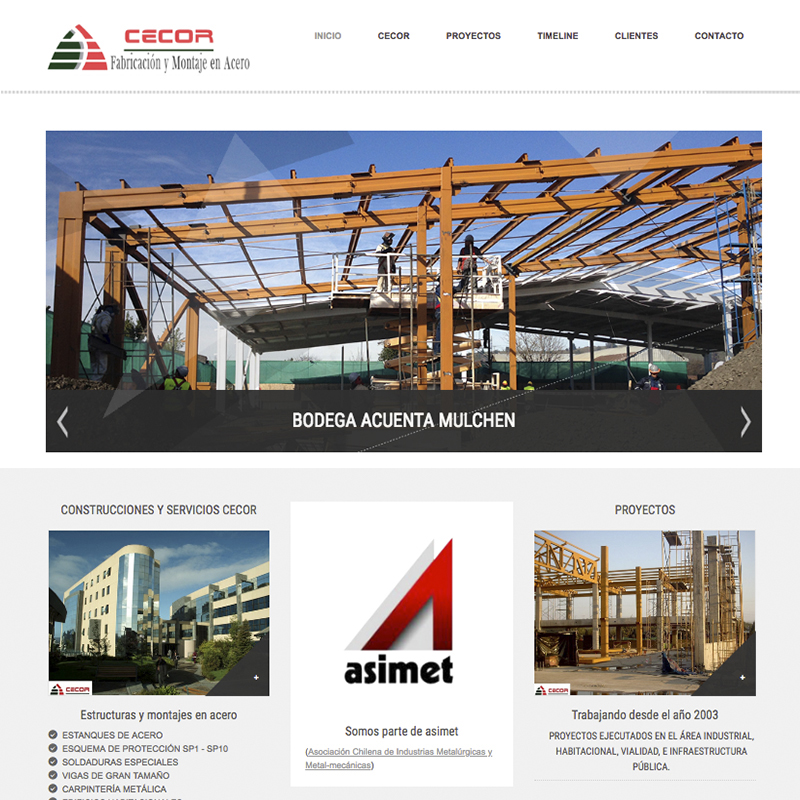 CECOR
Fabricación y Montaje en Acero
INICIO
CECOR
PROYECTOS
TIMELINE
CLIENTES
CONTACTO
BODEGA ACUENTA MULCHEN
CONSTRUCCIONES Y SERVICIOS CECOR
CECOR
+
Estructuras y montajes en acero
ESTANQUES DE ACERO
ESQUEMA DE PROTECCIÓN SP1 - SP10
SOLDADURAS ESPECIALES
VIGAS DE GRAN TAMAÑO
CARPINTERÍA METÁLICA
EDIFICIOS HABITACIONALES
asimet
Somos parte de asimet
(Asociación Chilena de Industrias Metalúrgicas y
Metal-mecánicas)
PROYECTOS
CECOR
+
Trabajando desde el año 2003
PROYECTOS EJECUTADOS EN EL ÁREA INDUSTRIAL,
HABITACIONAL, VIALIDAD, E INFRAESTRUCTURA
PÚBLICA.